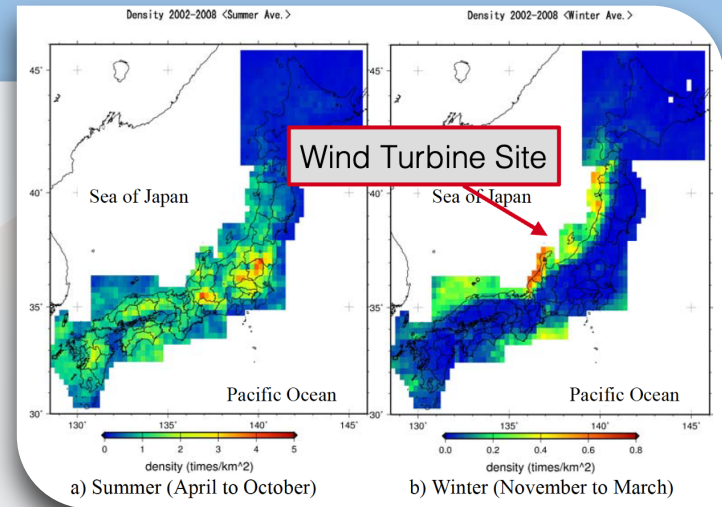 Density 2002-2008 <Summer Ave.>
Density 2002-2008 <Winter Ave.>
45°
40°
35°
30°
130°
135°
140°
145°
Sea of Japan
Pacific Ocean
0 1 2 3 4 5
density (times/km^2)
a) Summer (April to October)
Wind Turbine Site
45°
40°
35°
30°
130°
135°
140°
145°
Sea of Japan
Pacific Ocean
0.0 0.2 0.4 0.6 0.8
density (times/km^2)
b) Winter (November to March)